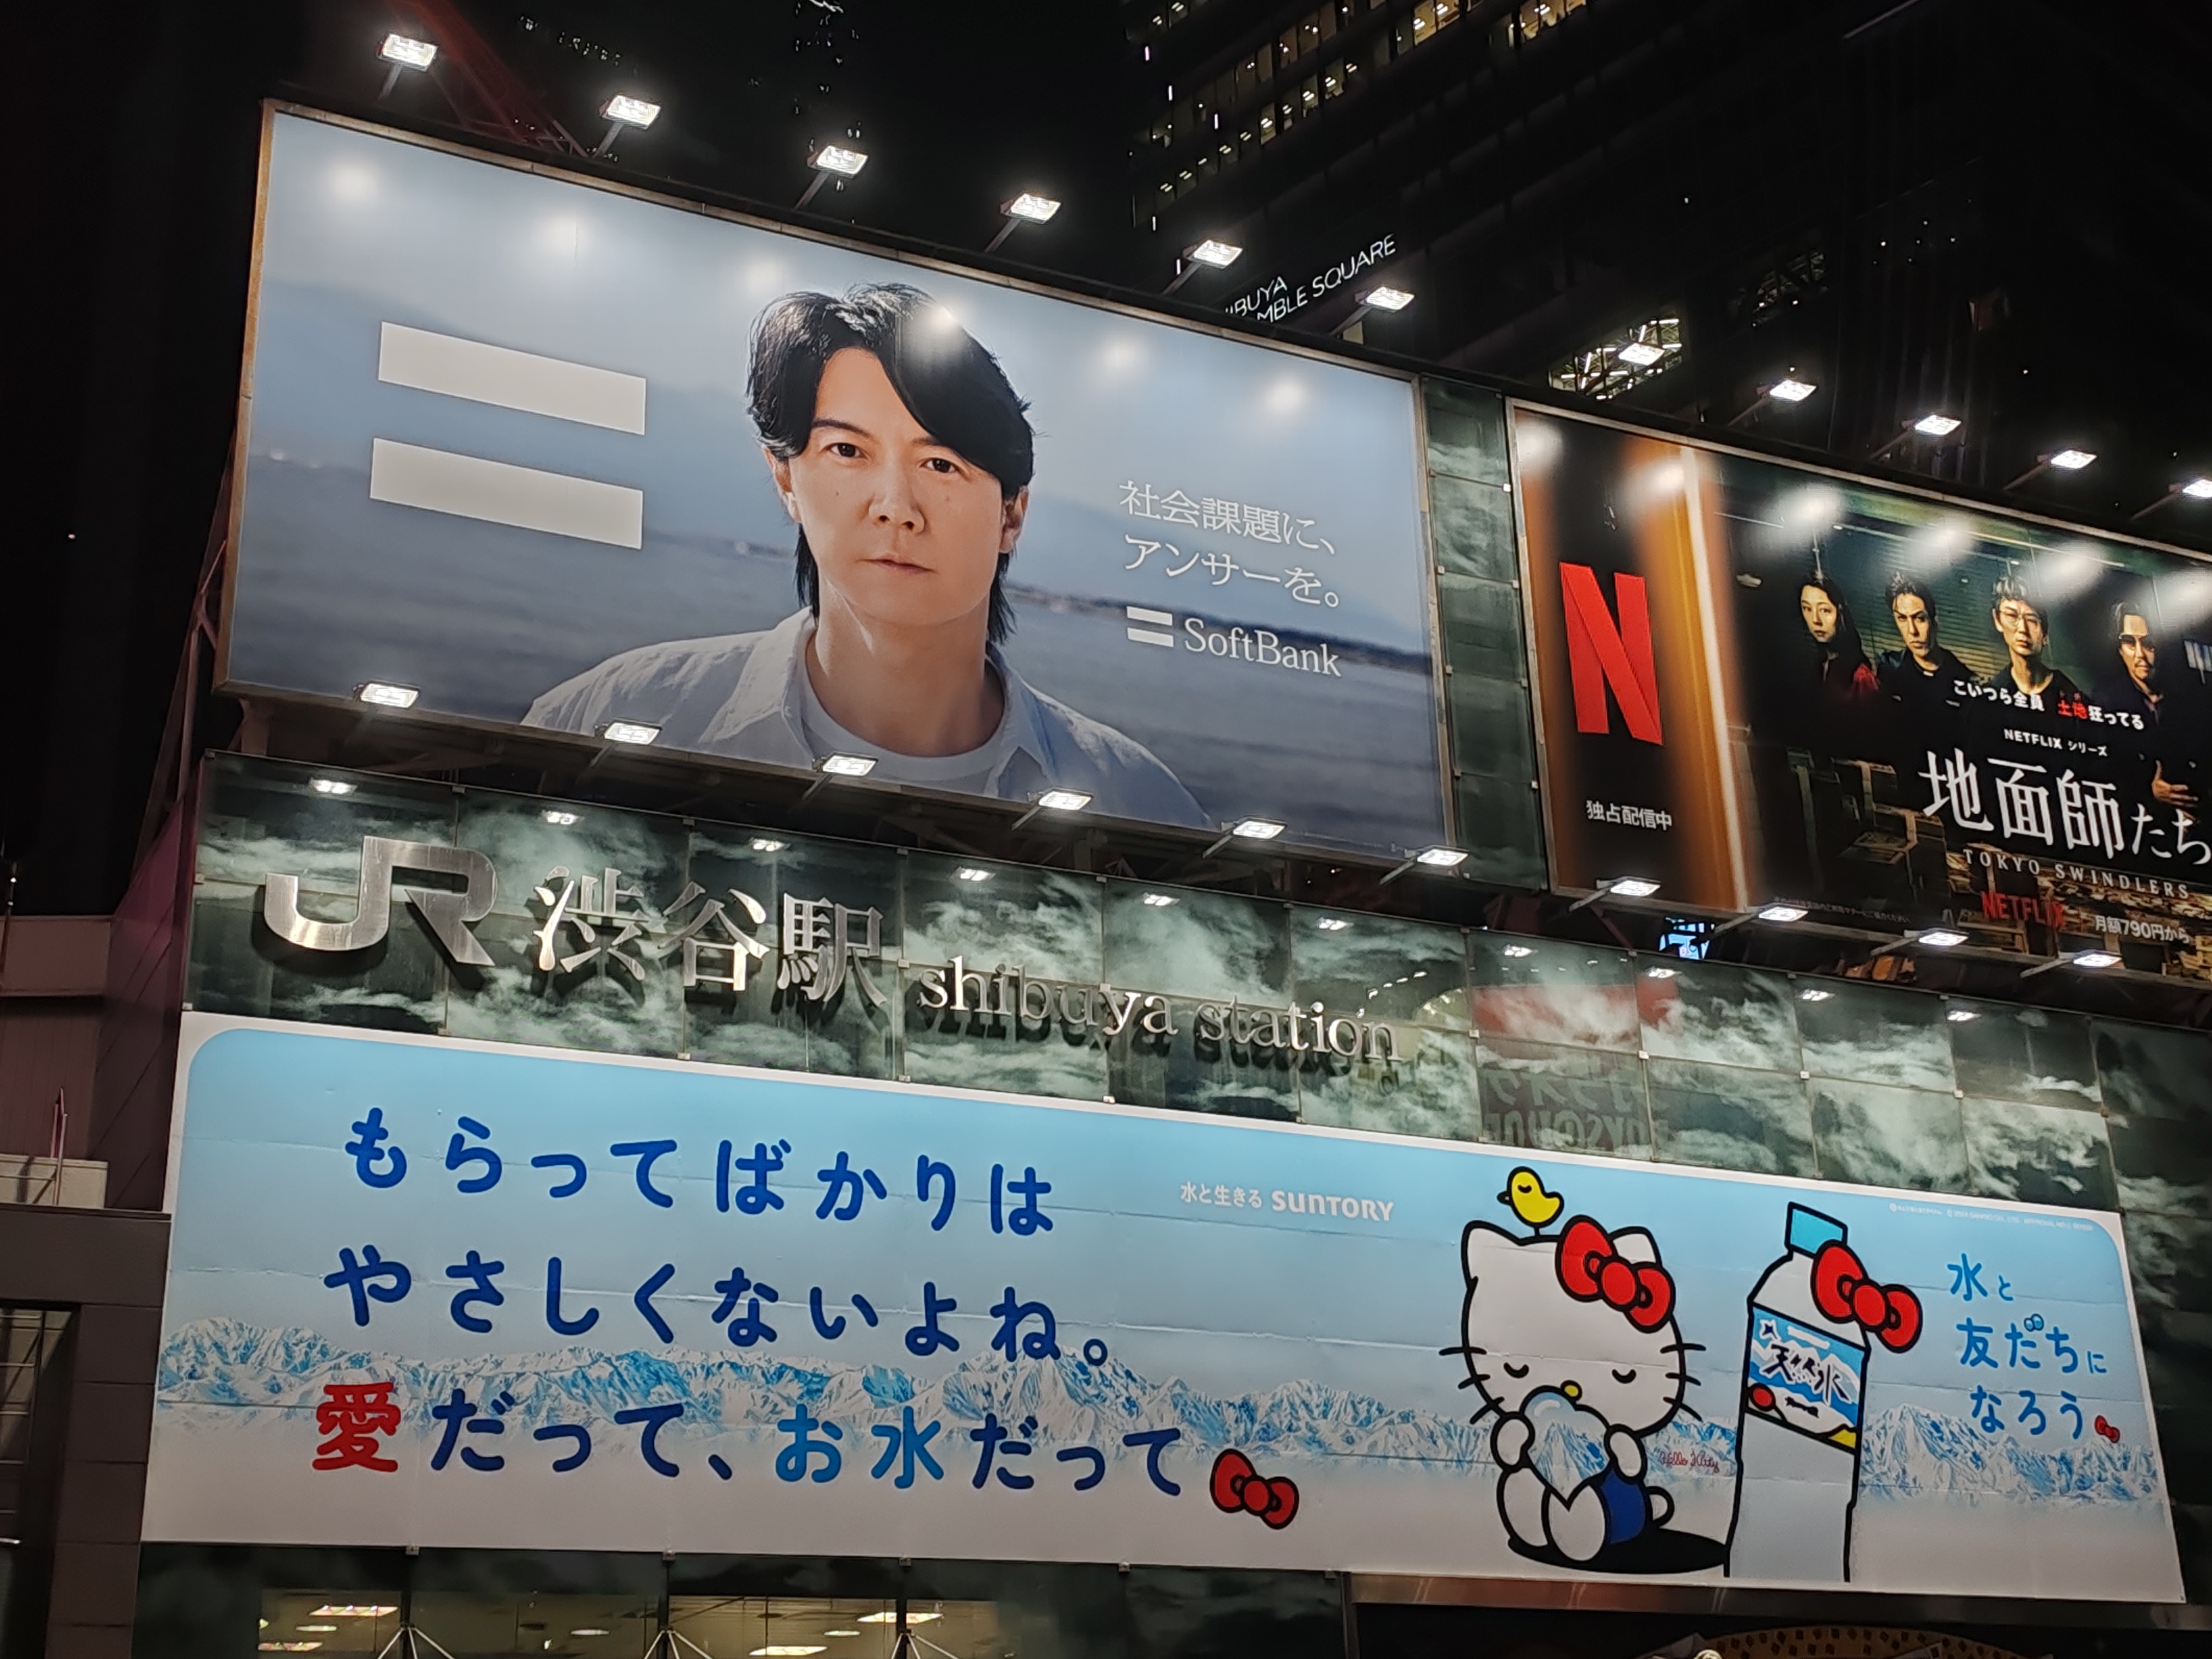 SHIBUYA
MBLE SQUARE
社会課題に、
アンサーを。
SoftBank
N
独占配信中
こいつら全員 土地狂ってる
NETFLIX シリーズ
地面師たち
TOKYO SWINDLERS
NETFLIX
月額790円から
JR 渋谷駅 shibuya station
もらってばかりは
やさしくないよね。
愛だって、お水だって
水と生きる SUNTORY
天然水
Hello Kitty
水と
友だちに
なろう